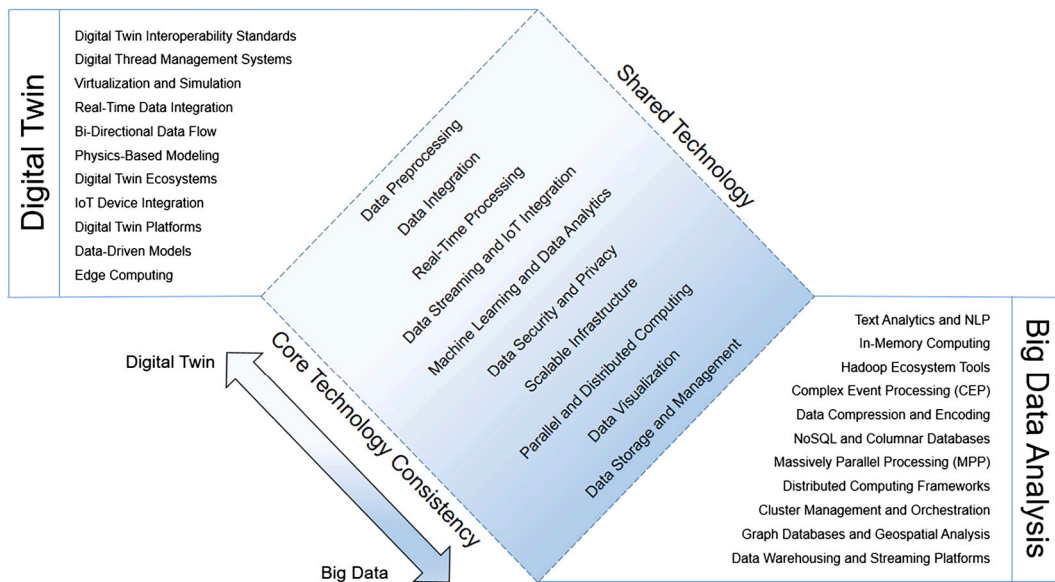 Digital Twin
Digital Twin Interoperability Standards
Digital Thread Management Systems
Virtualization and Simulation
Real-Time Data Integration
Bi-Directional Data Flow
Physics-Based Modeling
Digital Twin Ecosystems
IoT Device Integration
Digital Twin Platforms
Data-Driven Models
Edge Computing
Shared Technology
Data Preprocessing
Data Integration
Real-Time Processing
Data Streaming and IoT Integration
Machine Learning and Data Analytics
Data Security and Privacy
Scalable Infrastructure
Parallel and Distributed Computing
Data Visualization
Data Storage and Management
Core Technology Consistency
Digital Twin
Big Data
Text Analytics and NLP
In-Memory Computing
Hadoop Ecosystem Tools
Complex Event Processing (CEP)
Data Compression and Encoding
NoSQL and Columnar Databases
Massively Parallel Processing (MPP)
Distributed Computing Frameworks
Cluster Management and Orchestration
Graph Databases and Geospatial Analysis
Data Warehousing and Streaming Platforms
Big Data Analysis